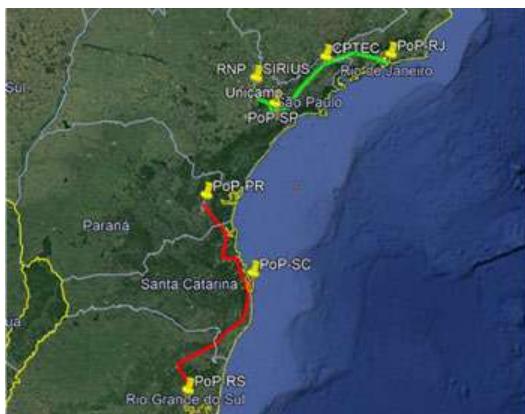 CPTEC
PoP-RJ
RNP
SIRIUS
Rio de Janeiro
Unicamp
São Paulo
PoP-SP
PoP-PR
Paraná
PoP-SC
Santa Catarina
PoP-RS
Rio Grande do Sul